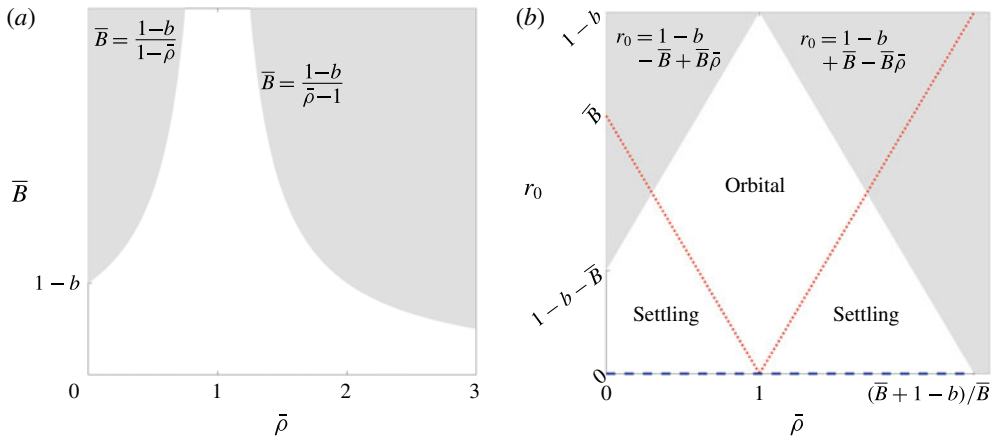 (a)
B̅ = 1−b / 1−ρ̄
B̅ = 1−b / ρ̄−1
B̅
1 − b
0
1
2
3
ρ̄
(b)
1 − b
r₀ = 1 − b
− B̅ + B̅ρ̄
r₀ = 1 − b
+ B̅ − B̅ρ̄
B̅
r₀
Orbital
1 − b − B̅
Settling
Settling
0
0
1
(B̅ + 1 − b)/B̅
ρ̄